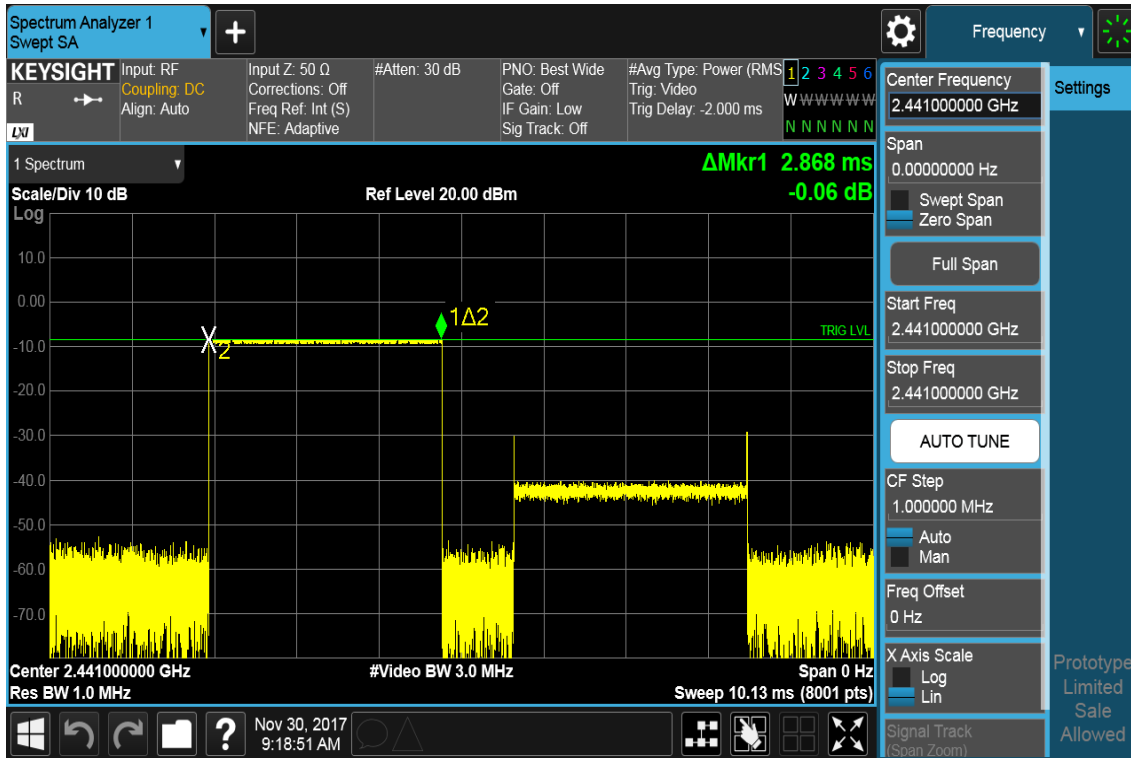 Spectrum Analyzer 1
Swept SA
+
Frequency
KEYSIGHT
R
LXI
Input: RF
Coupling: DC
Align: Auto
Input Z: 50 Ω
Corrections: Off
Freq Ref: Int (S)
NFE: Adaptive
#Atten: 30 dB
PNO: Best Wide
Gate: Off
IF Gain: Low
Sig Track: Off
#Avg Type: Power (RMS
Trig: Video
Trig Delay: -2.000 ms
1 2 3 4 5 6
W W W W W W
N N N N N N
1 Spectrum
ΔMkr1 2.868 ms
-0.06 dB
Scale/Div 10 dB
Ref Level 20.00 dBm
Log
10.0
0.00
-10.0
-20.0
-30.0
-40.0
-50.0
-60.0
-70.0
1Δ2
X2
TRIG LVL
Center 2.441000000 GHz
#Video BW 3.0 MHz
Span 0 Hz
Res BW 1.0 MHz
Sweep 10.13 ms (8001 pts)
Center Frequency
2.441000000 GHz
Span
0.00000000 Hz
Swept Span
Zero Span
Full Span
Start Freq
2.441000000 GHz
Stop Freq
2.441000000 GHz
AUTO TUNE
CF Step
1.000000 MHz
Auto
Man
Freq Offset
0 Hz
X Axis Scale
Log
Lin
Signal Track
(Span Zoom)
Settings
Prototype
Limited
Sale
Allowed
?
Nov 30, 2017
9:18:51 AM